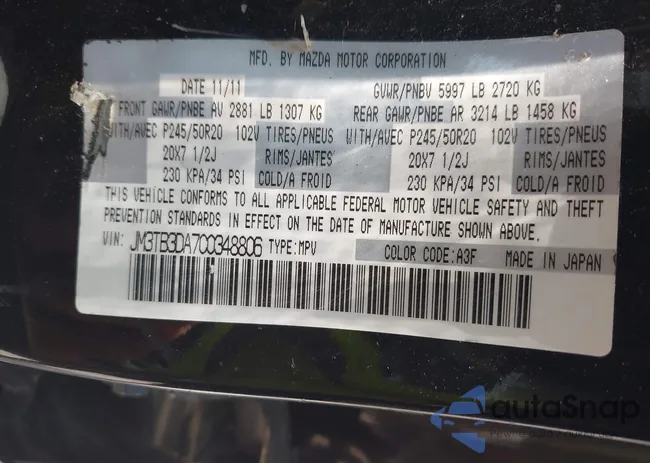 MFD. BY MAZDA MOTOR CORPORATION
DATE 11/11 GVWR/PNBV 5997 LB 2720 KG
FRONT GAWR/PNBE AV 2881 LB 1307 KG REAR GAWR/PNBE AR 3214 LB 1458 KG
WITH/AVEC P245/50R20 102V TIRES/PNEUS WITH/AVEC P245/50R20 102V TIRES/PNEUS
20X7 1/2J RIMS/JANTES 20X7 1/2J RIMS/JANTES
230 KPA/34 PSI COLD/A FROID 230 KPA/34 PSI COLD/A FROID
THIS VEHICLE CONFORMS TO ALL APPLICABLE FEDERAL MOTOR VEHICLE SAFETY AND THEFT
PREVENTION STANDARDS IN EFFECT ON THE DATE OF MANUFACTURE SHOWN ABOVE.
VIN: JM3TB3DA7C0348806 TYPE:MPV COLOR CODE:A3F MADE IN JAPAN
autoSnap